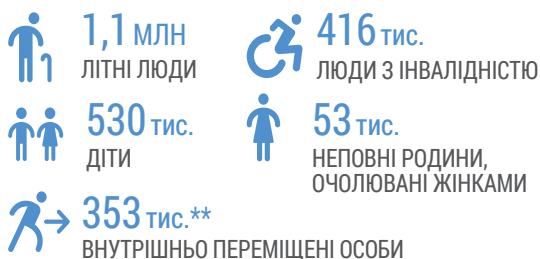 1,1 МЛН
ЛІТНІ ЛЮДИ
416 тис.
ЛЮДИ З ІНВАЛІДНІСТЮ
530 тис.
ДІТИ
53 тис.
НЕПОВНІ РОДИНИ,
ОЧОЛЮВАНІ ЖІНКАМИ
353 тис.**
ВНУТРІШНЬО ПЕРЕМІЩЕНІ ОСОБИ